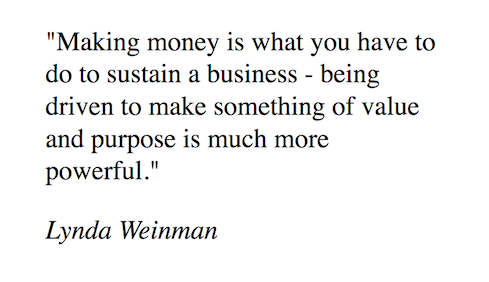 "Making money is what you have to
do to sustain a business - being
driven to make something of value
and purpose is much more
powerful."
Lynda Weinman